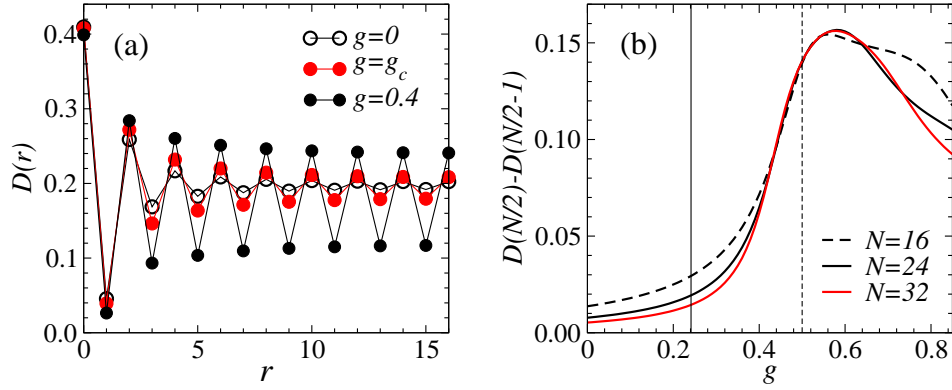 (a)
g=0
g=g_c
g=0.4
D(r)
0.4
0.3
0.2
0.1
0.0
0 5 10 15
r
(b)
D(N/2)-D(N/2-1)
0.15
0.10
0.05
0.00
N=16
N=24
N=32
0 0.2 0.4 0.6 0.8
g